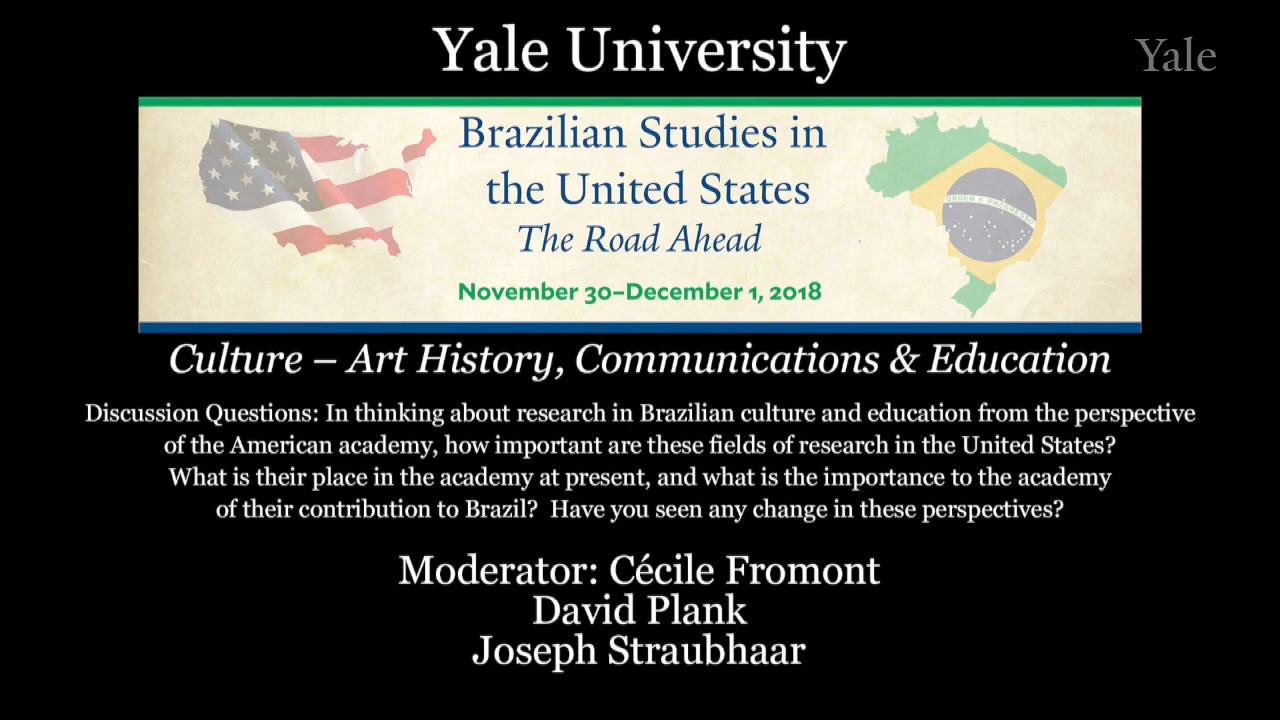 Yale University
Yale
Brazilian Studies in
the United States
The Road Ahead
November 30–December 1, 2018
ORDEM E PROGRESSO
Culture – Art History, Communications & Education
Discussion Questions: In thinking about research in Brazilian culture and education from the perspective
of the American academy, how important are these fields of research in the United States?
What is their place in the academy at present, and what is the importance to the academy
of their contribution to Brazil?  Have you seen any change in these perspectives?
Moderator: Cécile Fromont
David Plank
Joseph Straubhaar